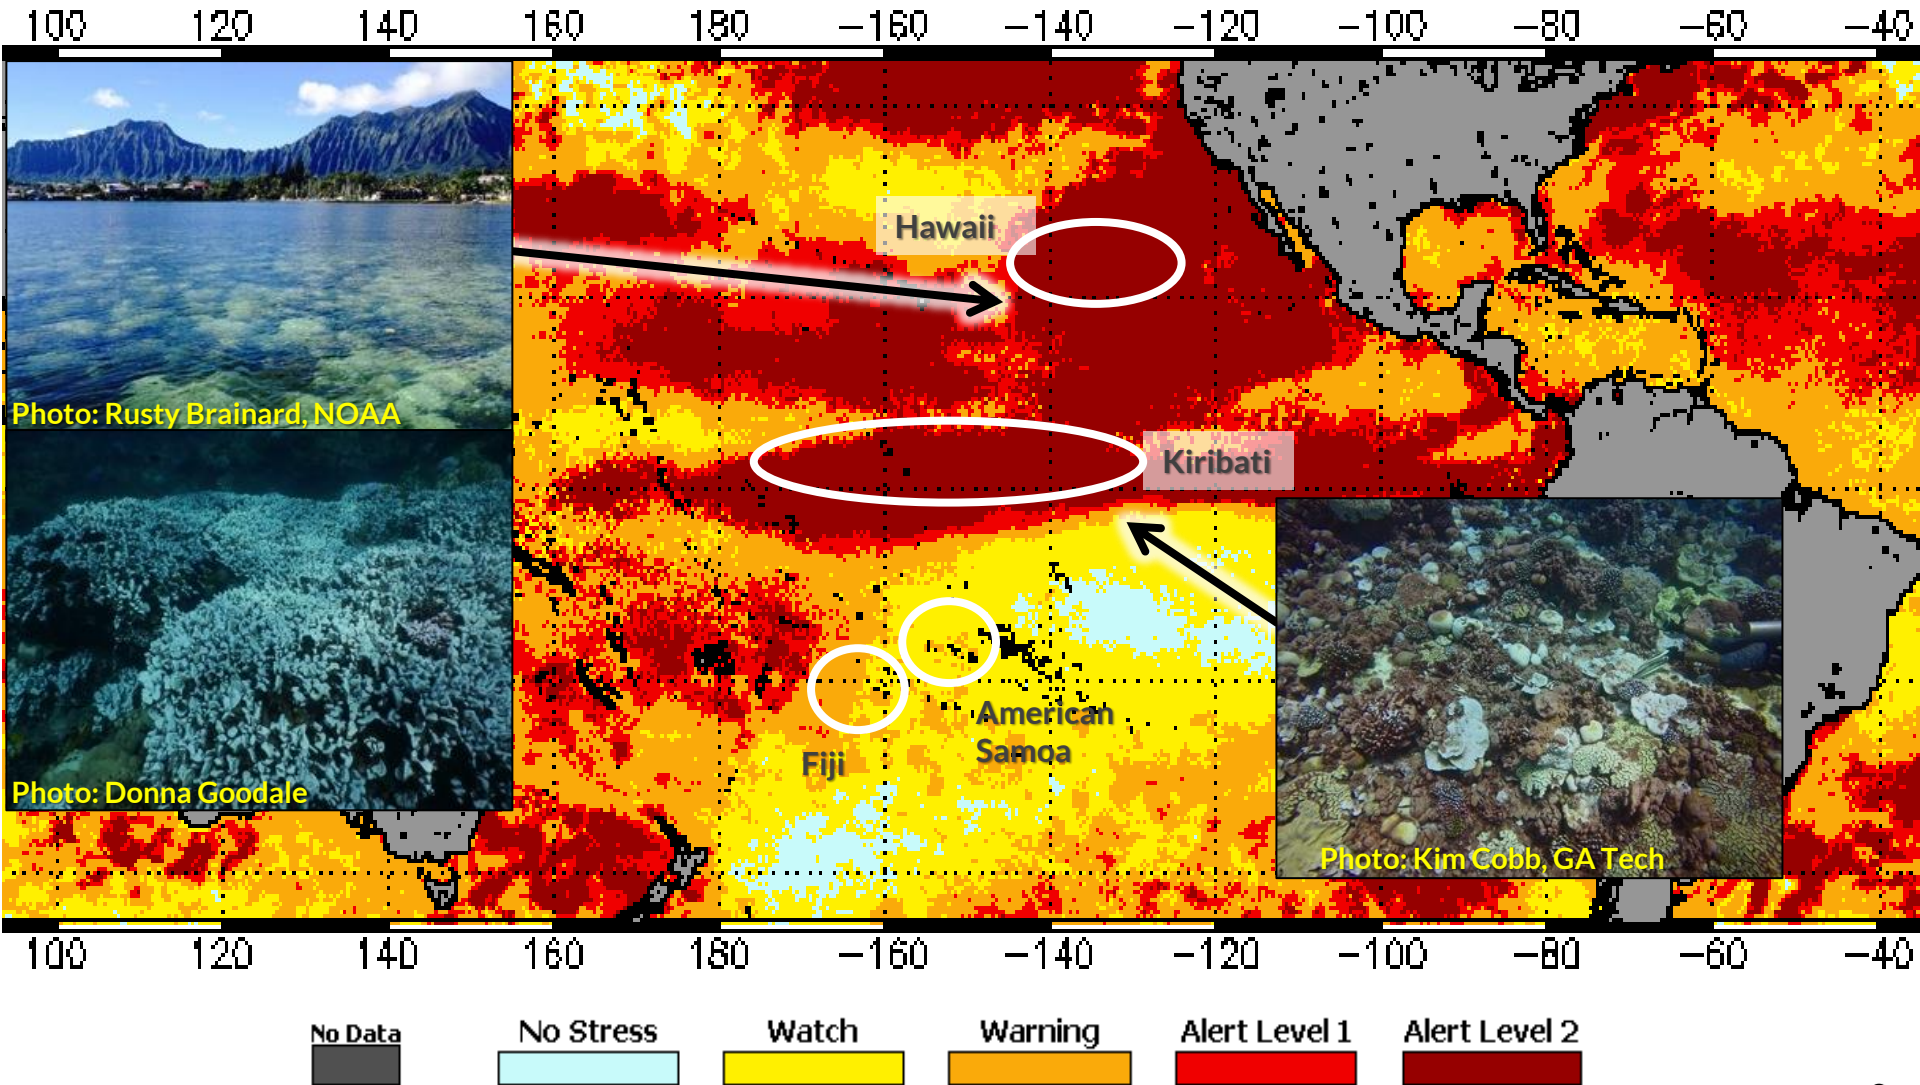 100 120 140 160 180 −160 −140 −120 −100 −80 −60 −40
Hawaii
Photo: Rusty Brainard, NOAA
Kiribati
American
Samoa
Fiji
Photo: Donna Goodale
Photo: Kim Cobb, GA Tech
100 120 140 160 180 −160 −140 −120 −100 −80 −60 −40
No Data No Stress Watch Warning Alert Level 1 Alert Level 2